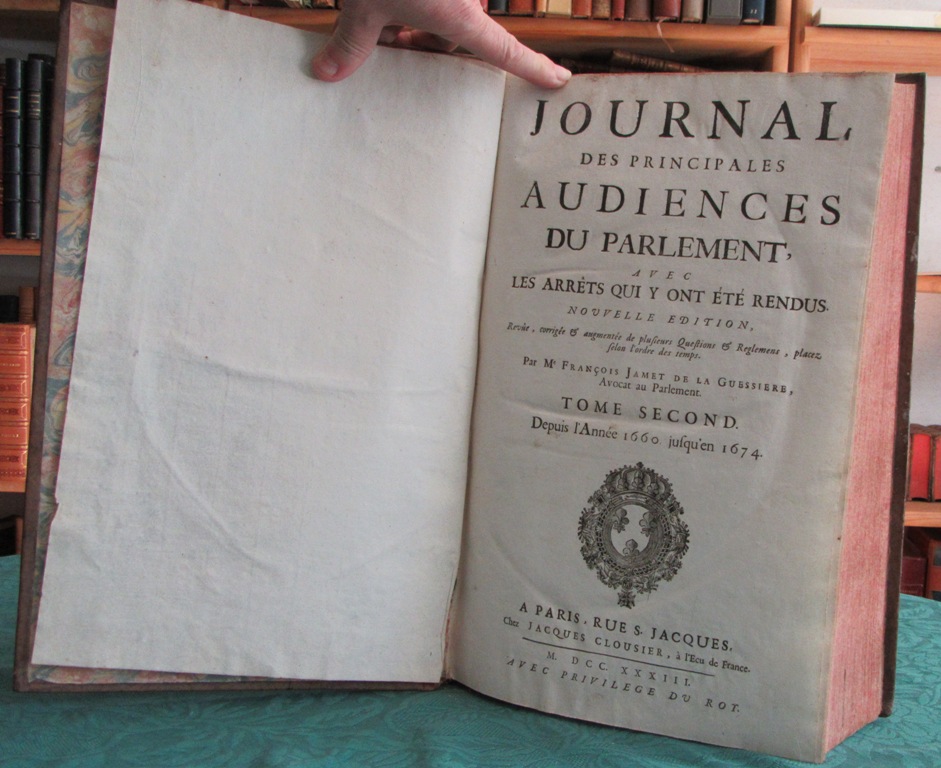 JOURNAL
DES PRINCIPALES
AUDIENCES
DU PARLEMENT,
AVEC
LES ARRÊTS QUI Y ONT ÉTÉ RENDUS.
NOUVELLE EDITION,
Revûe, corrigée & augmentée de pluſieurs Queſtions & Reglemens, placez
ſelon l'ordre des temps.
Par Mᵉ FRANÇOIS JAMET DE LA GUESSIERE,
Avocat au Parlement.
TOME SECOND.
Depuis l'Année 1660 juſqu'en 1674.
A PARIS, RUE S. JACQUES,
Chez JACQUES CLOUSIER, à l'Ecu de France.
M. DCC. XXXIII.
AVEC PRIVILEGE DU ROY.